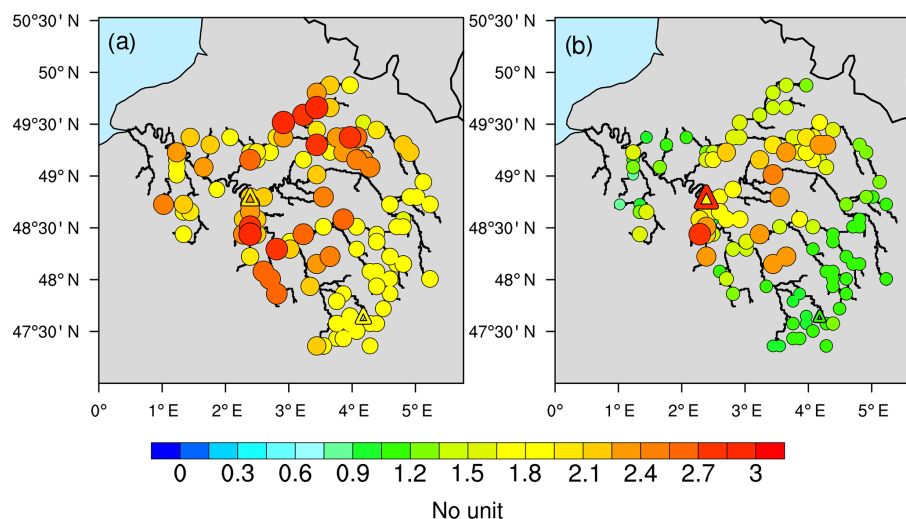 (a)
(b)
50°30' N
50° N
49°30' N
49° N
48°30' N
48° N
47°30' N
0° 1° E 2° E 3° E 4° E 5° E
50°30' N
50° N
49°30' N
49° N
48°30' N
48° N
47°30' N
0° 1° E 2° E 3° E 4° E 5° E
0 0.3 0.6 0.9 1.2 1.5 1.8 2.1 2.4 2.7 3
No unit